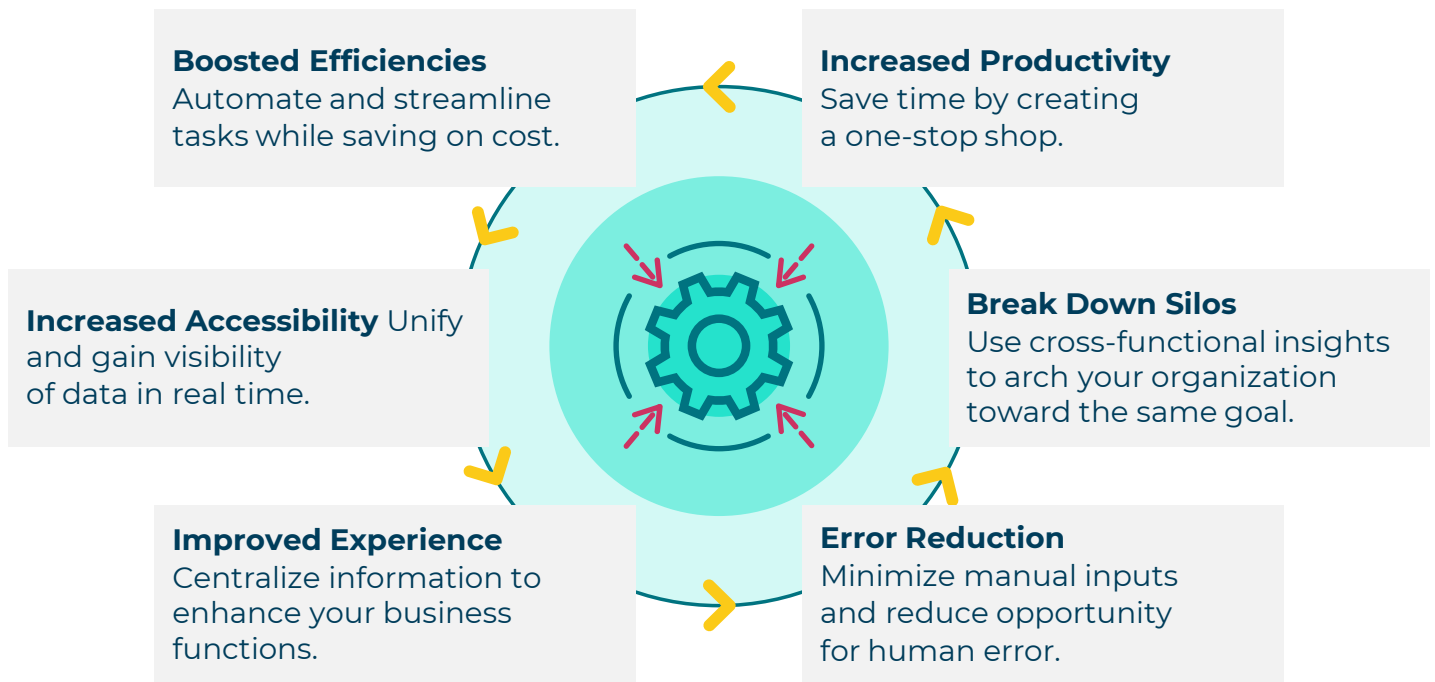 Boosted Efficiencies
Automate and streamline
tasks while saving on cost.
Increased Productivity
Save time by creating
a one-stop shop.
Increased Accessibility Unify
and gain visibility
of data in real time.
Break Down Silos
Use cross-functional insights
to arch your organization
toward the same goal.
Improved Experience
Centralize information to
enhance your business
functions.
Error Reduction
Minimize manual inputs
and reduce opportunity
for human error.